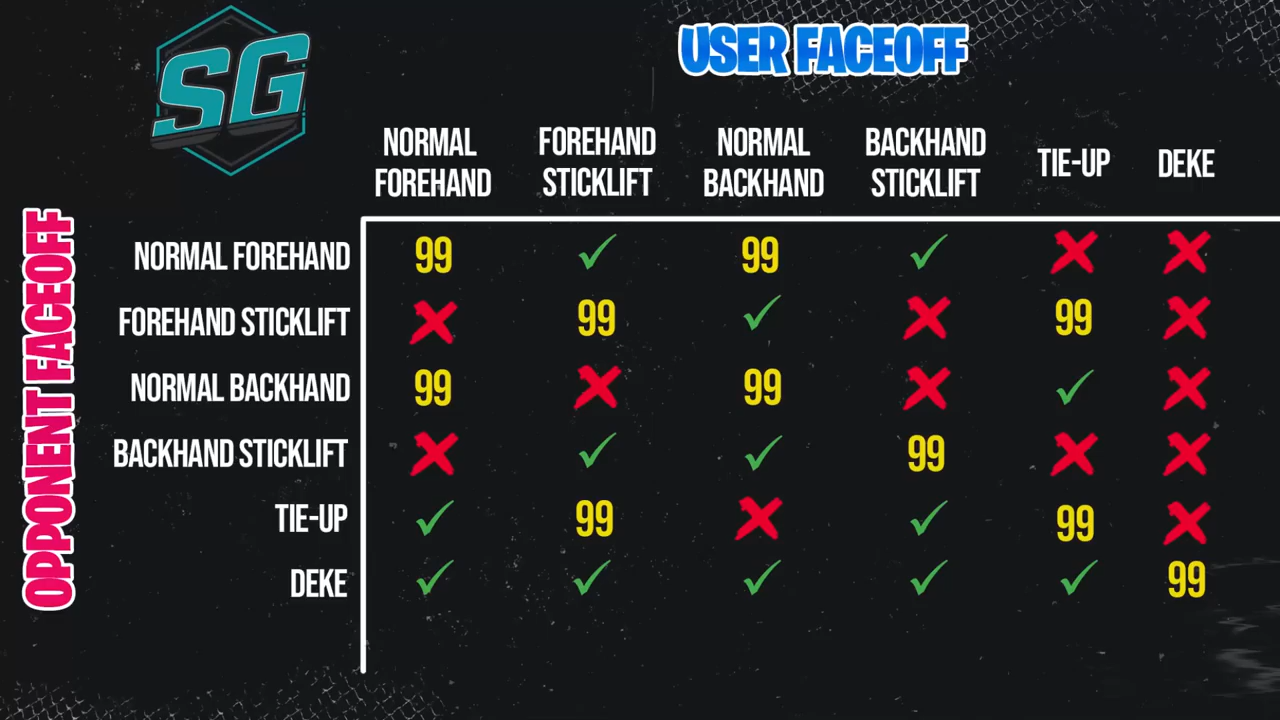 SG
USER FACEOFF
NORMAL FOREHAND
FOREHAND STICKLIFT
NORMAL BACKHAND
BACKHAND STICKLIFT
TIE-UP
DEKE
OPPONENT FACEOFF
NORMAL FOREHAND 99 ✓ 99 ✓ ✗ ✗
FOREHAND STICKLIFT ✗ 99 ✓ ✗ 99 ✗
NORMAL BACKHAND 99 ✗ 99 ✗ ✓ ✗
BACKHAND STICKLIFT ✗ ✓ ✓ 99 ✗ ✗
TIE-UP ✓ 99 ✗ ✓ 99 ✗
DEKE ✓ ✓ ✓ ✓ ✓ 99